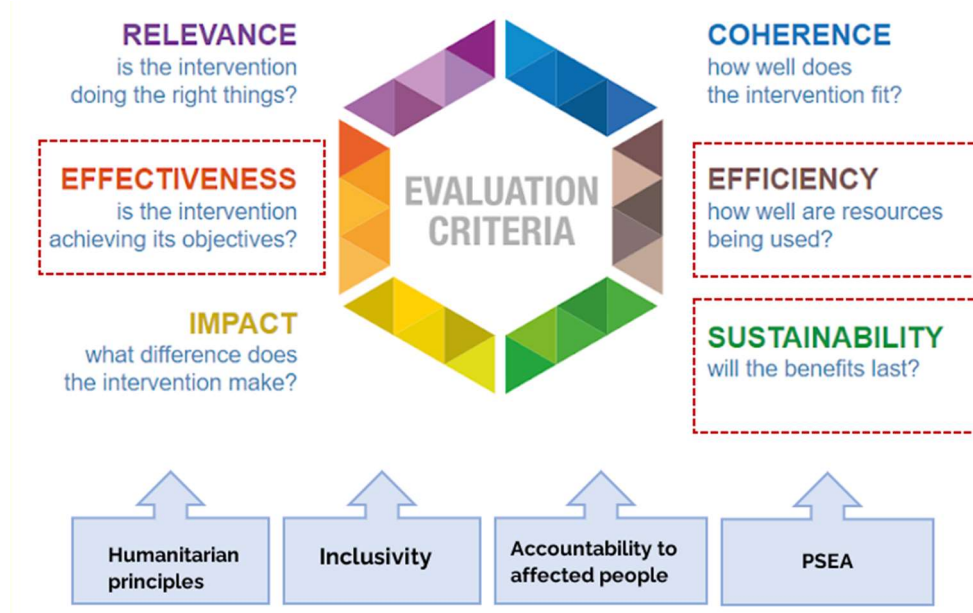 RELEVANCE
is the intervention
doing the right things?
COHERENCE
how well does
the intervention fit?
EFFECTIVENESS
is the intervention
achieving its objectives?
EVALUATION
CRITERIA
EFFICIENCY
how well are resources
being used?
IMPACT
what difference does
the intervention make?
SUSTAINABILITY
will the benefits last?
Humanitarian
principles
Inclusivity
Accountability to
affected people
PSEA